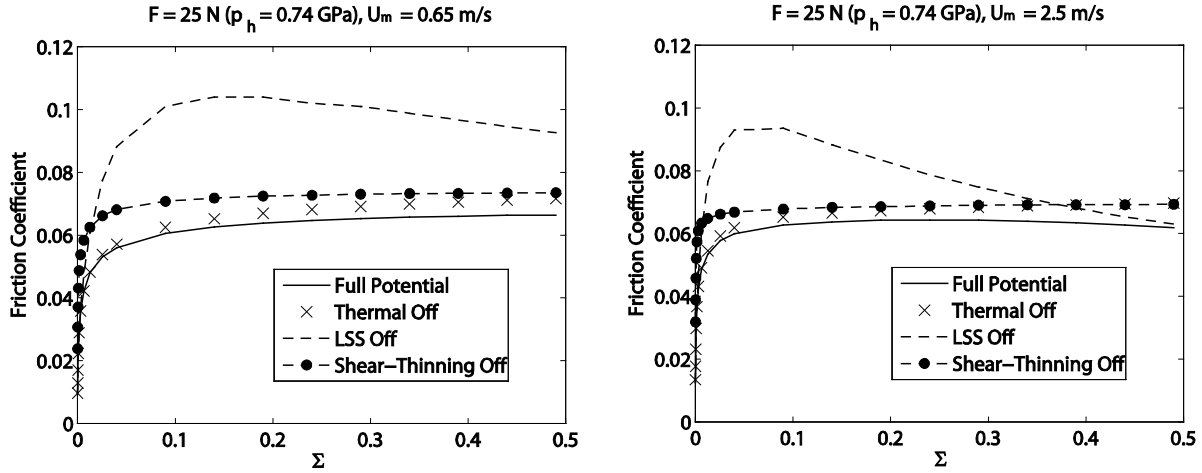 F = 25 N (p h = 0.74 GPa), Um = 0.65 m/s
0.12
0.1
0.08
0.06
0.04
0.02
0
Friction Coefficient
Full Potential
Thermal Off
LSS Off
Shear−Thinning Off
0 0.1 0.2 0.3 0.4 0.5
Σ
F = 25 N (p h = 0.74 GPa), Um = 2.5 m/s
0.12
0.1
0.08
0.06
0.04
0.02
0
Friction Coefficient
Full Potential
Thermal Off
LSS Off
Shear−Thinning Off
0 0.1 0.2 0.3 0.4 0.5
Σ